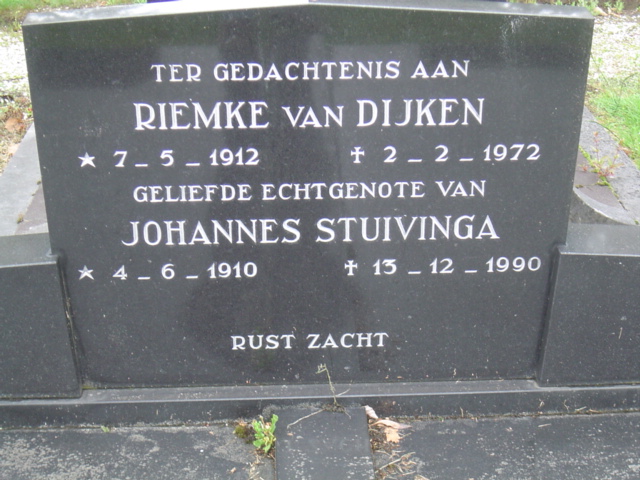 TER GEDACHTENIS AAN
RIEMKE VAN DIJKEN
★ 7-5-1912 ✝ 2-2-1972
GELIEFDE ECHTGENOTE VAN
JOHANNES STUIVINGA
★ 4-6-1910 ✝ 13-12-1990
RUST ZACHT